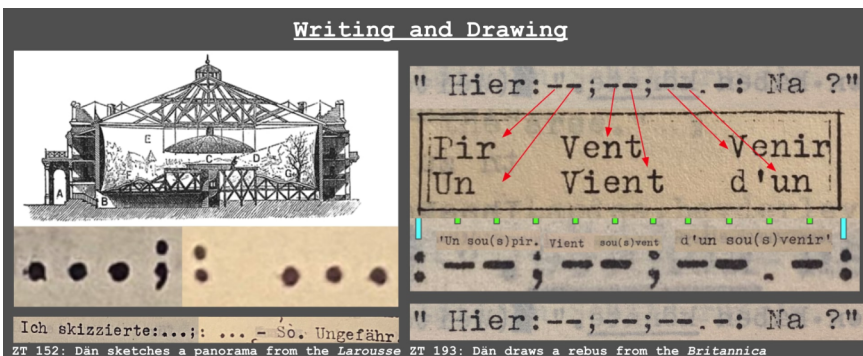 Writing and Drawing
E
F
C
D
G
A
B
Ich skizzierte:...;: ... - So. Ungefähr
ZT 152: Dän sketches a panorama from the Larousse
" Hier:--;--;--.-: Na ?"
Pir Vent Venir
Un Vient d'un
'Un sou(s)pir. Vient sou(s)vent d'un sou(s)venir'
" Hier:--;--;--.-: Na ?"
ZT 193: Dän draws a rebus from the Britannica